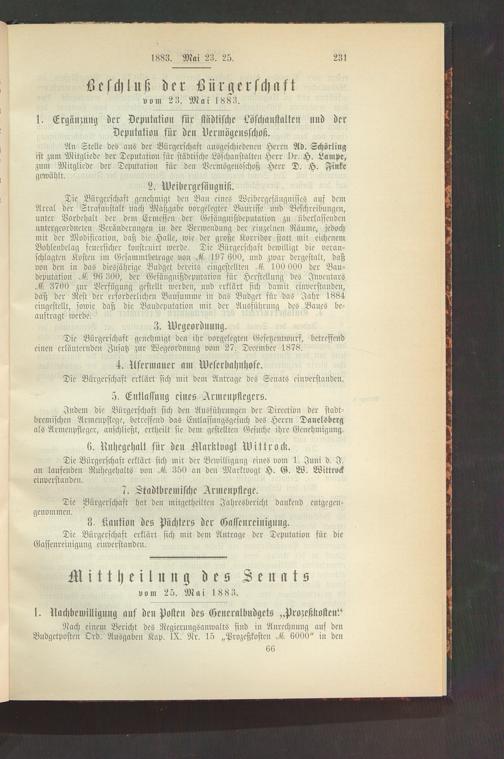 1883. Mai 23. 25. 231
Beschluß der Bürgerschaft
vom 23. Mai 1883.
1. Ergänzung der Deputation für städtische Löschanstalten und der
Deputation für den Vermögensschoß.
An Stelle des aus der Bürgerschaft ausgeschiedenen Herrn Ad. Schörling
ist zum Mitgliede der Deputation für städtische Löschanstalten Herr Dr. H. Lampe,
zum Mitgliede der Deputation für den Vermögensschoß Herr D. H. Finke
gewählt.
2. Weibergefängniß.
Die Bürgerschaft genehmigt den Bau eines Weibergefängnisses auf dem
Areal der Strafanstalt nach Maßgabe vorgelegter Baurisse und Beschreibungen,
unter Vorbehalt der dem Ermessen der Gefängnißdeputation zu überlassenden
untergeordneten Veränderungen in der Verwendung der einzelnen Räume, jedoch
mit der Modification, daß die Halle, wie der große Korridor statt mit eichenem
Bohlenbelag feuersicher construirt werde. Die Bürgerschaft bewilligt die veran-
schlagten Kosten im Gesammtbetrage von M. 197 600, und zwar dergestalt, daß
von den in das diesjährige Budget bereits eingestellten M. 100 000 der Bau-
deputation M. 96 300, der Gefängnißdeputation für Herstellung des Inventars
M. 3700 zur Verfügung gestellt werden, und erklärt sich damit einverstanden,
daß der Rest der erforderlichen Bausumme in das Budget für das Jahr 1884
eingestellt, sowie daß die Baudeputation mit der Ausführung des Baues be-
auftragt werde.
3. Wegeordnung.
Die Bürgerschaft genehmigt den ihr vorgelegten Gesetzentwurf, betreffend
einen erläuternden Zusatz zur Wegeordnung vom 27. December 1878.
4. Ufermauer am Weserbahnhofe.
Die Bürgerschaft erklärt sich mit dem Antrage des Senats einverstanden.
5. Entlassung eines Armenpflegers.
Indem die Bürgerschaft sich den Ausführungen der Direction der stadt-
bremischen Armenpflege, betreffend das Entlassungsgesuch des Herrn Danelsberg
als Armenpfleger, anschließt, ertheilt sie dem gestellten Gesuche ihre Genehmigung.
6. Ruhegehalt für den Marktvogt Wittrock.
Die Bürgerschaft erklärt sich mit der Bewilligung eines vom 1. Juni d. J.
an laufenden Ruhegehalts von M. 350 an den Marktvogt H. G. W. Wittrock
einverstanden.
7. Stadtbremische Armenpflege.
Die Bürgerschaft hat den mitgetheilten Jahresbericht dankend entgegen-
genommen.
8. Kaution des Pächters der Gassenreinigung.
Die Bürgerschaft erklärt sich mit dem Antrage der Deputation für die
Gassenreinigung einverstanden.
Mittheilung des Senats
vom 25. Mai 1883.
1. Nachbewilligung auf den Posten des Generalbudgets „Prozeßkosten“
Nach einem Bericht des Regierungsanwalts sind in Anrechnung auf den
Budgetposten Ord. Ausgaben Kap. IX. Nr. 15 „Prozeßkosten M. 6000“ in den
66